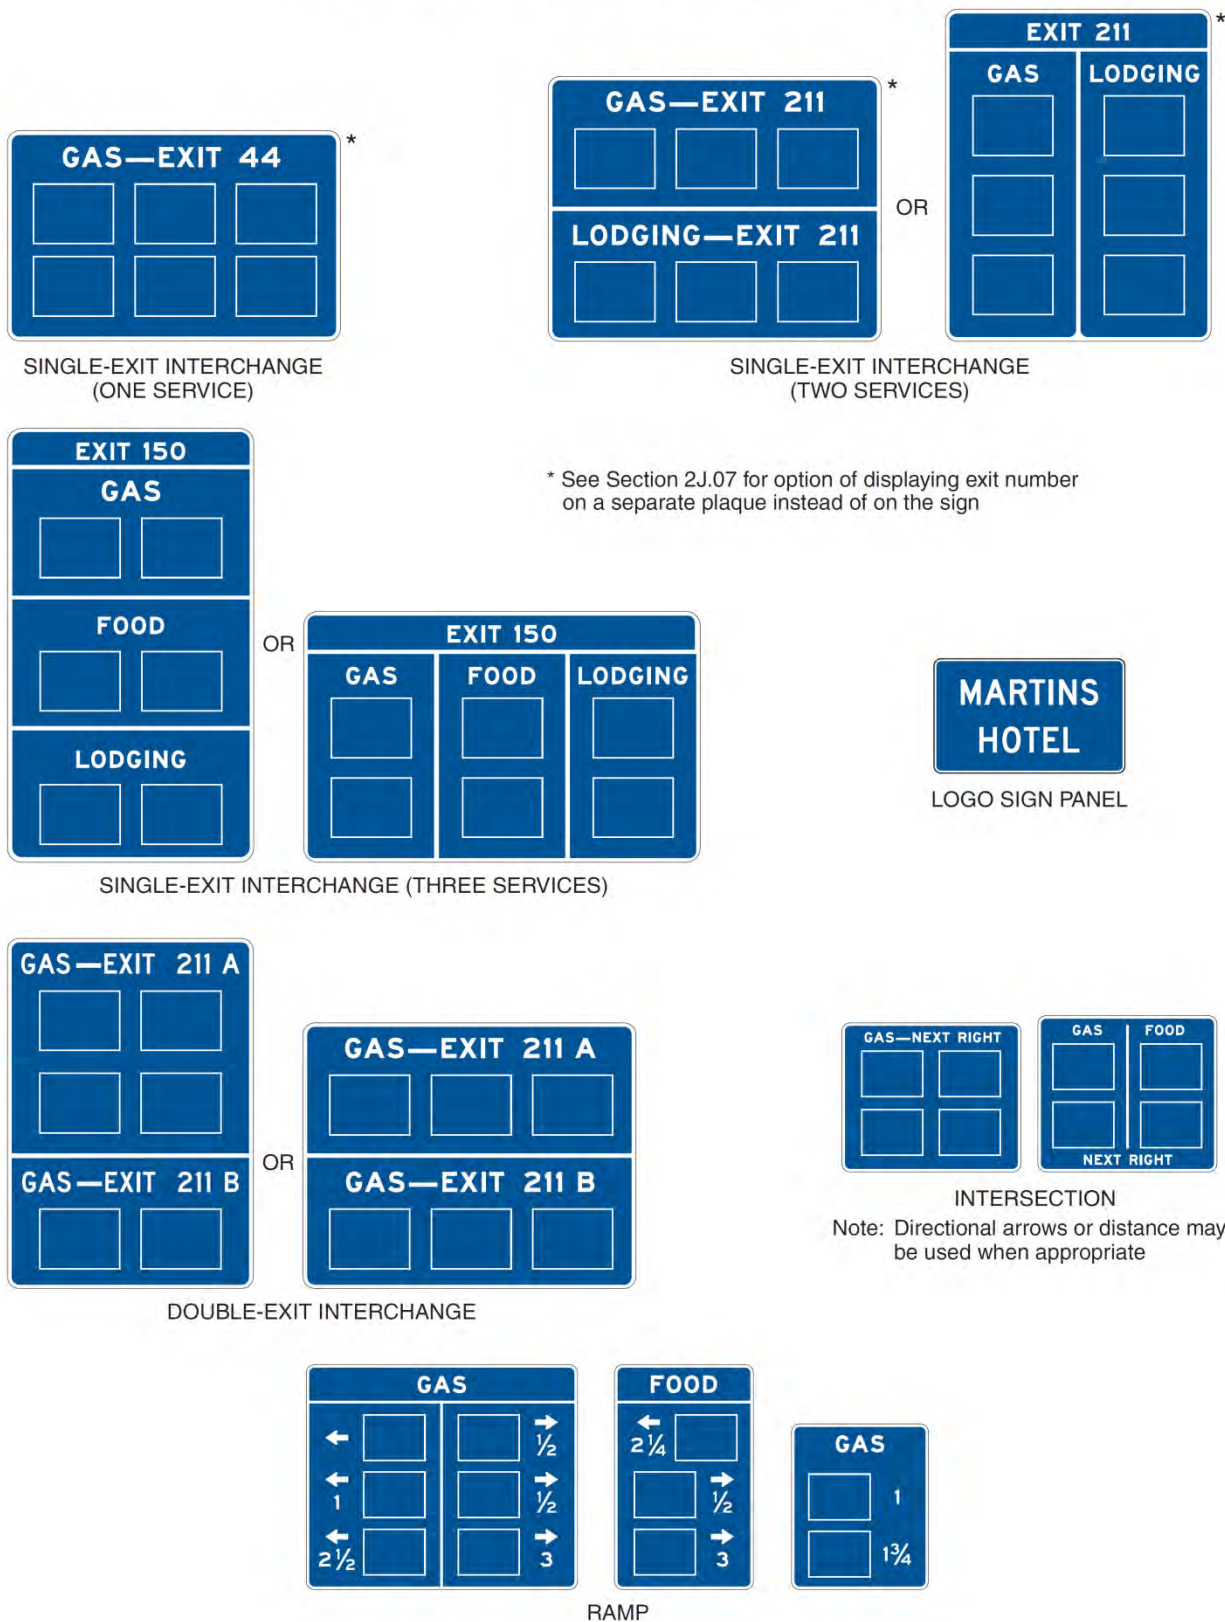 *
EXIT 211
GAS
LODGING
*
GAS—EXIT 211
LODGING—EXIT 211
OR
*
GAS—EXIT 44
SINGLE-EXIT INTERCHANGE
(ONE SERVICE)
SINGLE-EXIT INTERCHANGE
(TWO SERVICES)
EXIT 150
GAS
FOOD
LODGING
* See Section 2J.07 for option of displaying exit number
on a separate plaque instead of on the sign
OR
EXIT 150
GAS
FOOD
LODGING
SINGLE-EXIT INTERCHANGE (THREE SERVICES)
MARTINS
HOTEL
LOGO SIGN PANEL
GAS—EXIT 211 A
GAS—EXIT 211 B
OR
GAS—EXIT 211 A
GAS—EXIT 211 B
DOUBLE-EXIT INTERCHANGE
GAS—NEXT RIGHT
GAS
FOOD
NEXT RIGHT
INTERSECTION
Note: Directional arrows or distance may
be used when appropriate
GAS
←
→ ½
← 1
→ ½
← 2½
→ 3
FOOD
← 2¼
→ ½
→ 3
GAS
1
1¾
RAMP